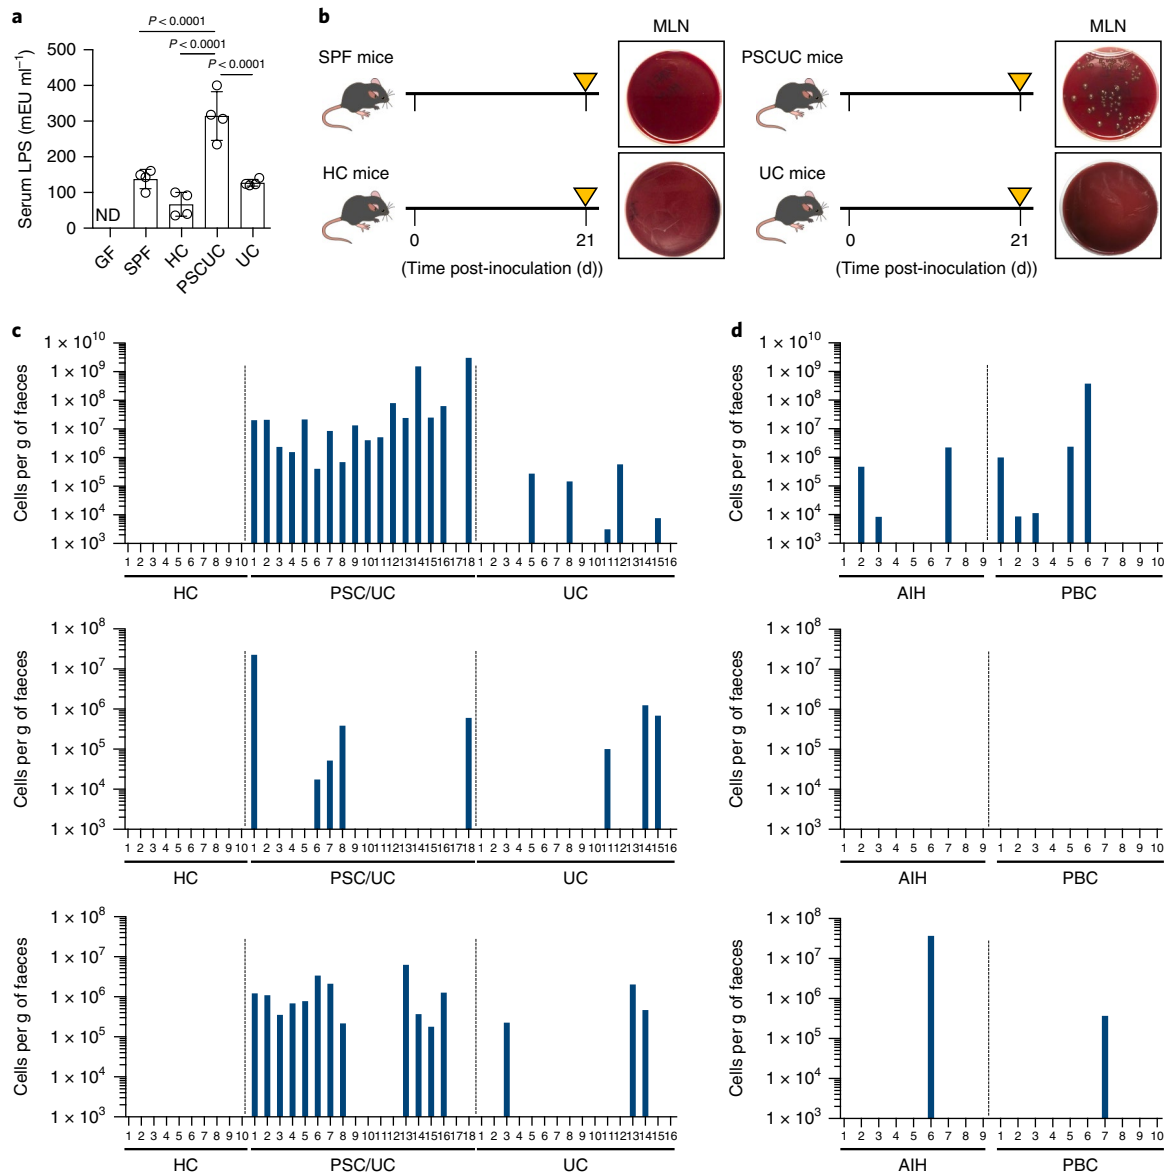 a
P < 0.0001
P < 0.0001
P < 0.0001
Serum LPS (mEU ml⁻¹)
500
400
300
200
100
0
ND
GF
SPF
HC
PSCUC
UC
b
MLN
MLN
SPF mice
PSCUC mice
HC mice
UC mice
0
21
0
21
(Time post-inoculation (d))
(Time post-inoculation (d))
c
Cells per g of faeces
1 × 10¹⁰
1 × 10⁹
1 × 10⁸
1 × 10⁷
1 × 10⁶
1 × 10⁵
1 × 10⁴
1 × 10³
1 2 3 4 5 6 7 8 9 10 1 2 3 4 5 6 7 8 9 10 11 12 13 14 15 16 17 18 1 2 3 4 5 6 7 8 9 10 11 12 13 14 15 16
HC PSC/UC UC
d
Cells per g of faeces
1 × 10¹⁰
1 × 10⁹
1 × 10⁸
1 × 10⁷
1 × 10⁶
1 × 10⁵
1 × 10⁴
1 × 10³
1 2 3 4 5 6 7 8 9 1 2 3 4 5 6 7 8 9 10
AIH PBC
Cells per g of faeces
1 × 10⁸
1 × 10⁷
1 × 10⁶
1 × 10⁵
1 × 10⁴
1 × 10³
1 2 3 4 5 6 7 8 9 10 1 2 3 4 5 6 7 8 9 10 11 12 13 14 15 16 17 18 1 2 3 4 5 6 7 8 9 10 11 12 13 14 15 16
HC PSC/UC UC
Cells per g of faeces
1 × 10⁸
1 × 10⁷
1 × 10⁶
1 × 10⁵
1 × 10⁴
1 × 10³
1 2 3 4 5 6 7 8 9 1 2 3 4 5 6 7 8 9 10
AIH PBC
Cells per g of faeces
1 × 10⁸
1 × 10⁷
1 × 10⁶
1 × 10⁵
1 × 10⁴
1 × 10³
1 2 3 4 5 6 7 8 9 10 1 2 3 4 5 6 7 8 9 10 11 12 13 14 15 16 17 18 1 2 3 4 5 6 7 8 9 10 11 12 13 14 15 16
HC PSC/UC UC
Cells per g of faeces
1 × 10⁸
1 × 10⁷
1 × 10⁶
1 × 10⁵
1 × 10⁴
1 × 10³
1 2 3 4 5 6 7 8 9 1 2 3 4 5 6 7 8 9 10
AIH PBC